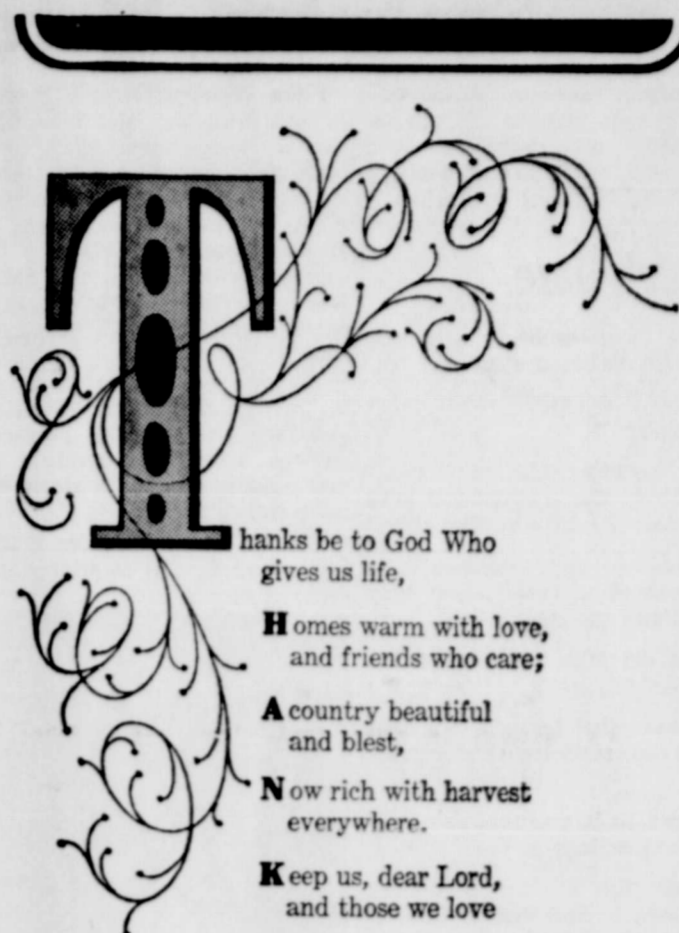 Thanks be to God Who
gives us life,
Homes warm with love,
and friends who care;
A country beautiful
and blest,
Now rich with harvest
everywhere.
Keep us, dear Lord,
and those we love